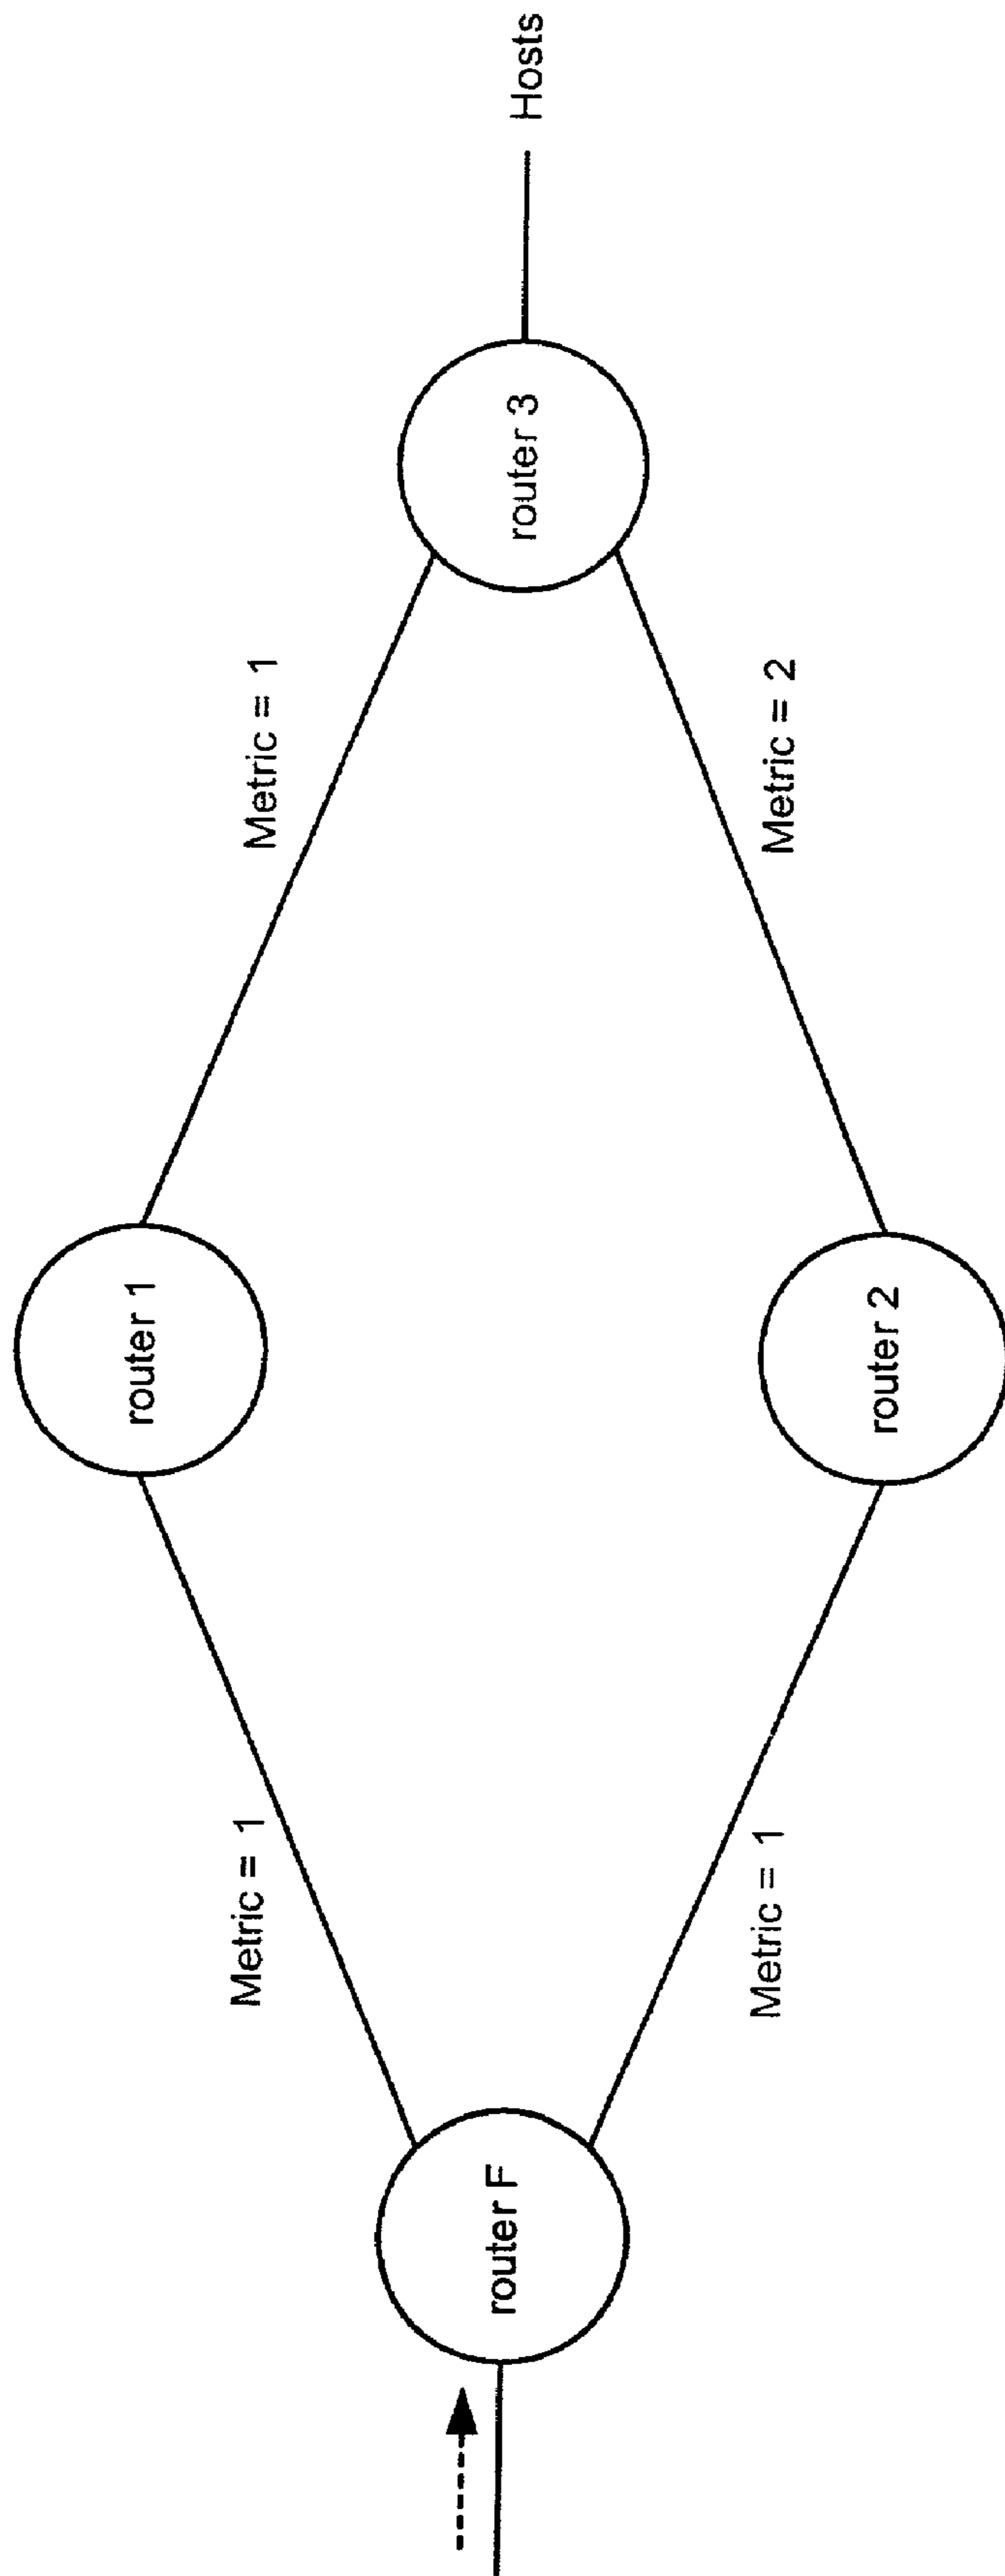 router F
Metric = 1
router 1
Metric = 1
Metric = 1
router 2
Metric = 2
router 3
Hosts